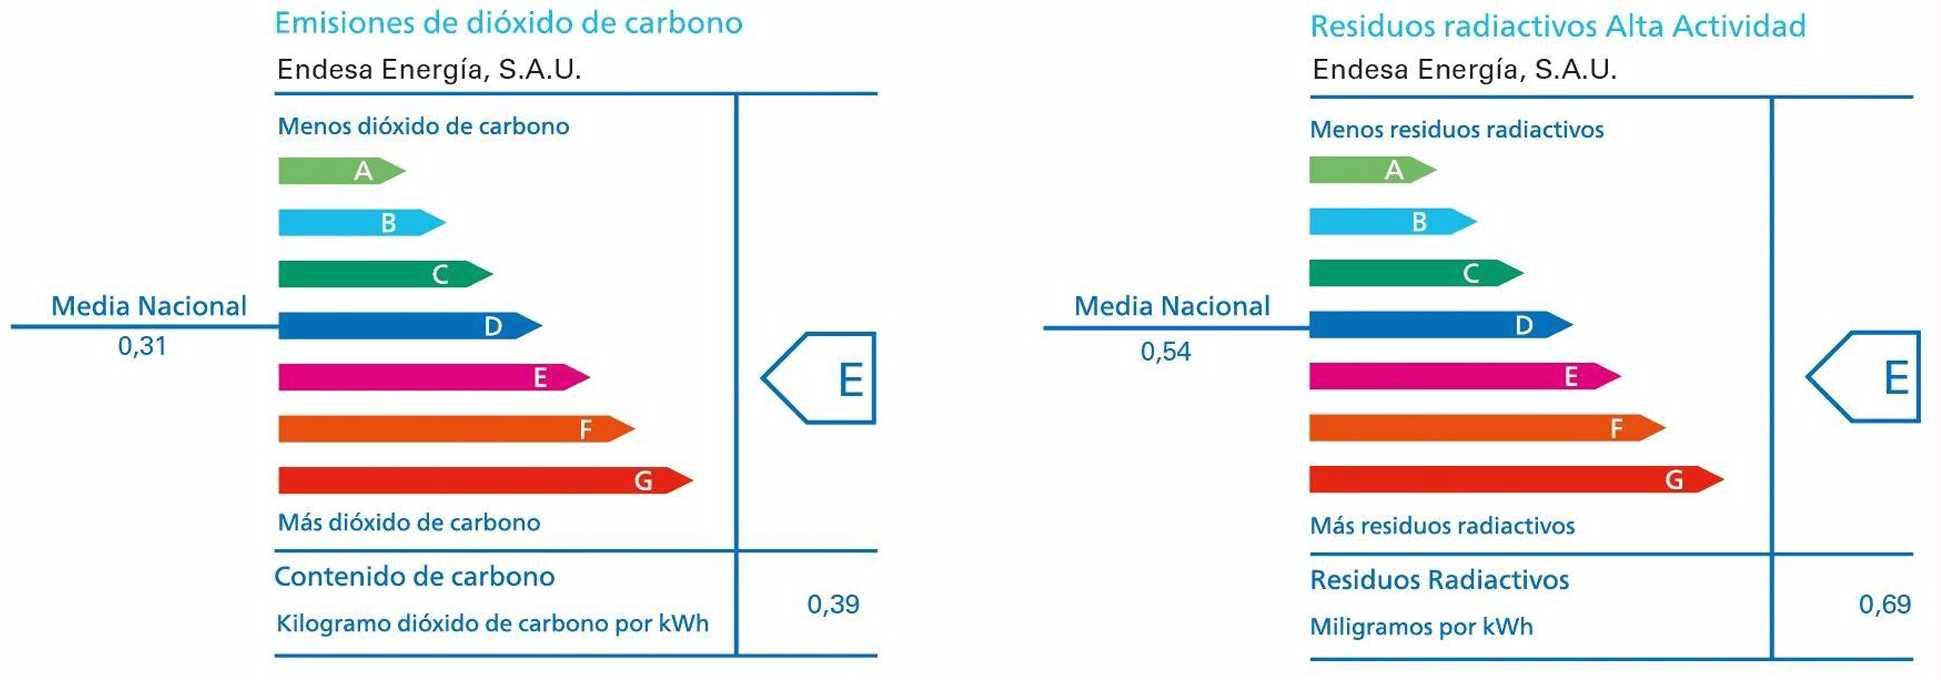 Emisiones de dióxido de carbono
Endesa Energía, S.A.U.
Menos dióxido de carbono
A
B
C
Media Nacional
0,31
D
E
E
F
G
Más dióxido de carbono
Contenido de carbono
Kilogramo dióxido de carbono por kWh
0,39
Residuos radiactivos Alta Actividad
Endesa Energía, S.A.U.
Menos residuos radiactivos
A
B
C
Media Nacional
0,54
D
E
E
F
G
Más residuos radiactivos
Residuos Radiactivos
Miligramos por kWh
0,69